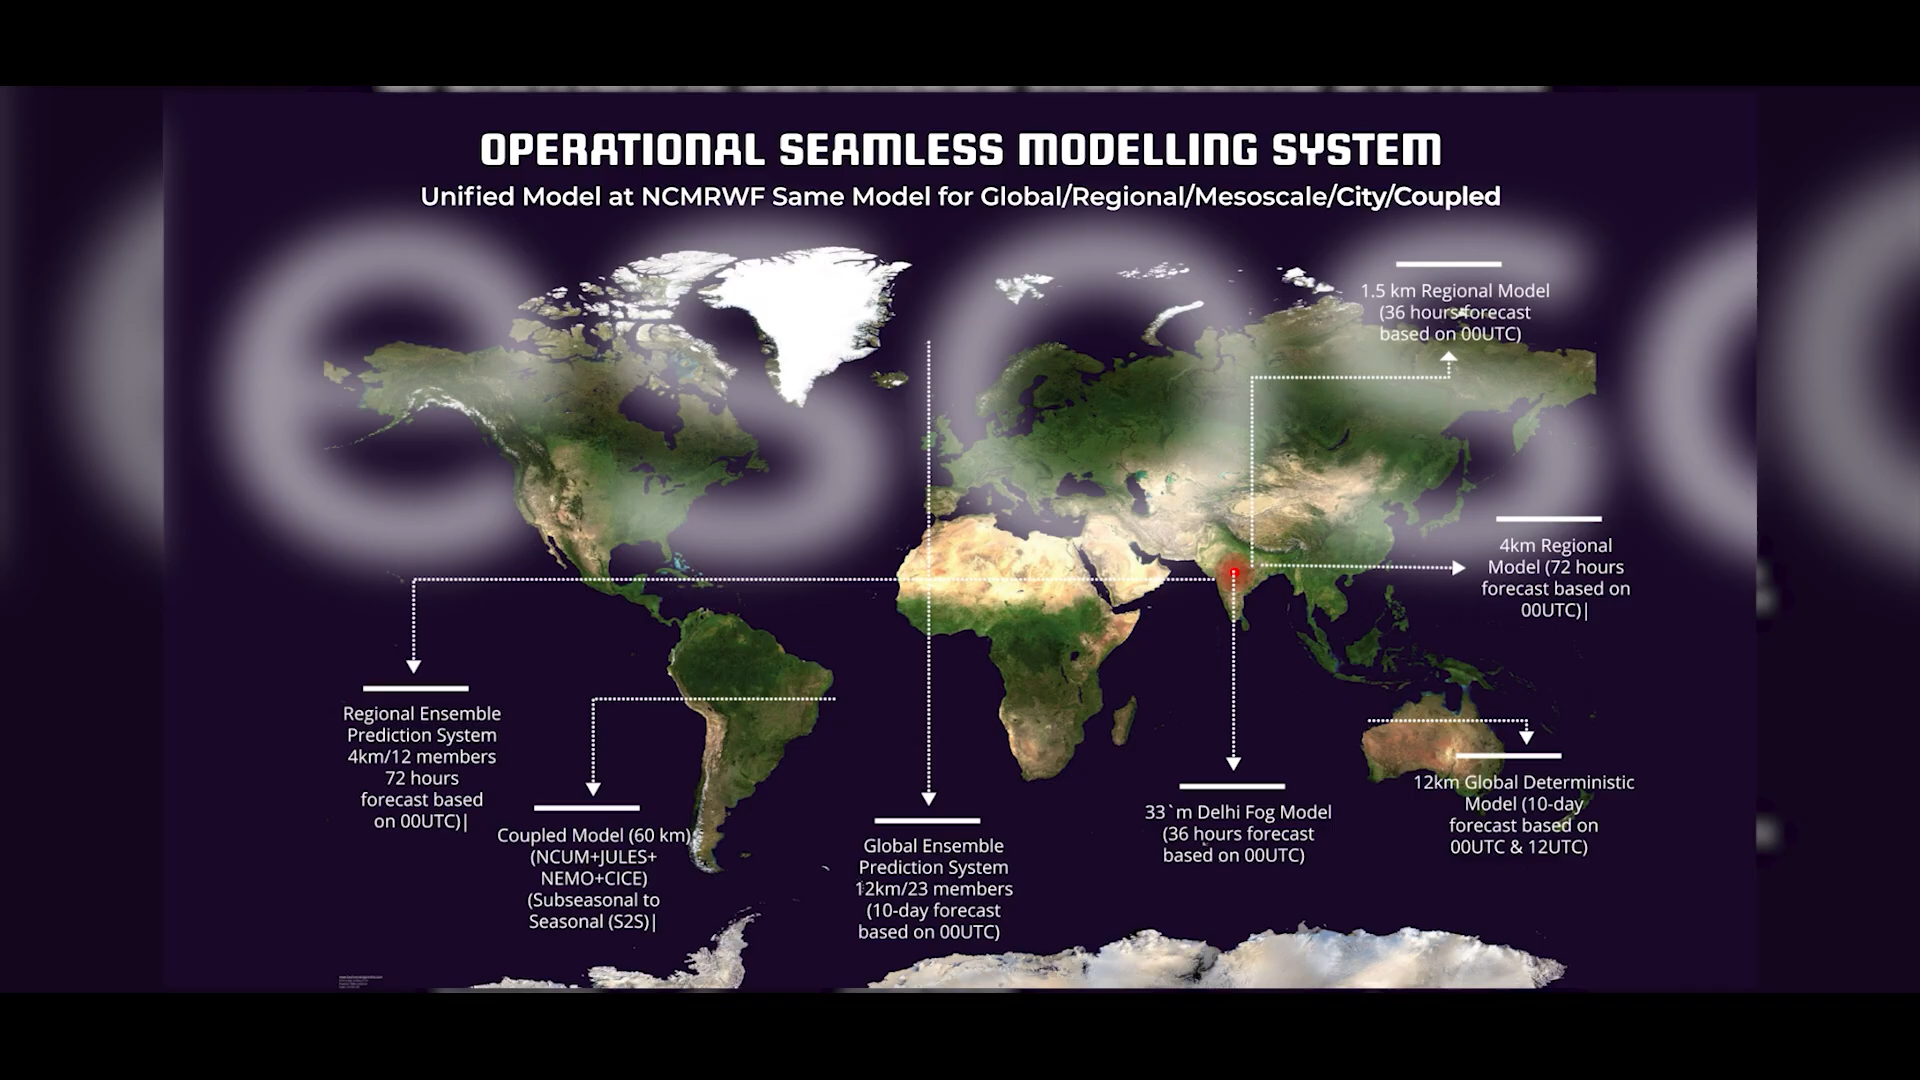 OPERATIONAL SEAMLESS MODELLING SYSTEM
Unified Model at NCMRWF Same Model for Global/Regional/Mesoscale/City/Coupled
1.5 km Regional Model
(36 hours forecast
based on 00UTC)
4km Regional
Model (72 hours
forecast based on
00UTC)|
Regional Ensemble
Prediction System
4km/12 members
72 hours
forecast based
on 00UTC)|
Coupled Model (60 km)
(NCUM+JULES+
NEMO+CICE)
(Subseasonal to
Seasonal (S2S)|
Global Ensemble
Prediction System
12km/23 members
(10-day forecast
based on 00UTC)
33`m Delhi Fog Model
(36 hours forecast
based on 00UTC)
12km Global Deterministic
Model (10-day
forecast based on
00UTC & 12UTC)